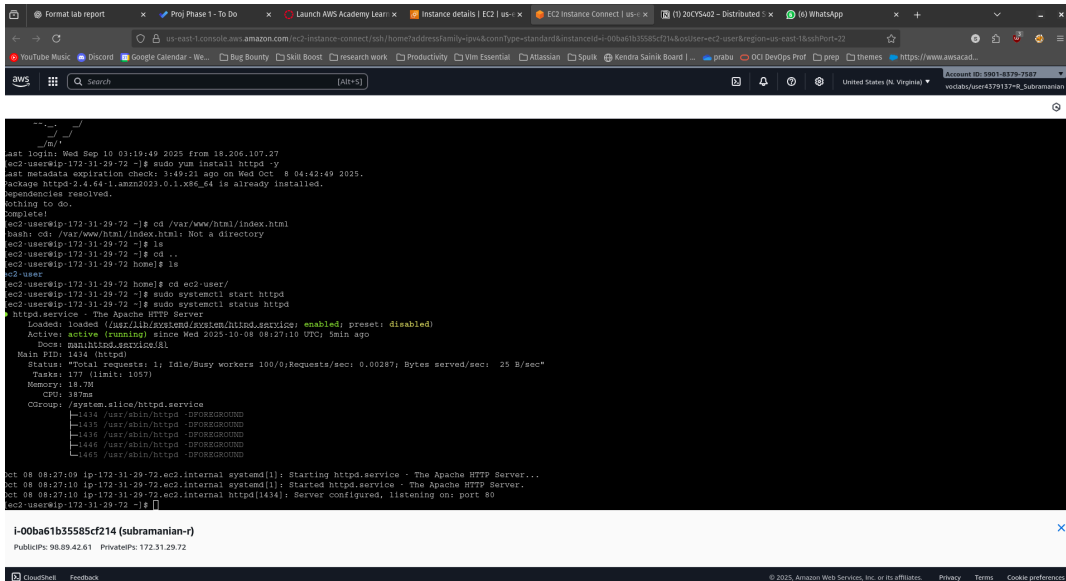 Format lab report
Proj Phase 1 - To Do
Launch AWS Academy Learn
Instance details | EC2 | us-e
EC2 Instance Connect | us-e
(1) 20CYS402 – Distributed S
(6) WhatsApp
us-east-1.console.aws.amazon.com/ec2-instance-connect/ssh/home?addressFamily=ipv4&connType=standard&instanceId=i-00ba61b35585cf214&osUser=ec2-user&region=us-east-1&sshPort=22
YouTube Music
Discord
Google Calendar - We...
Bug Bounty
Skill Boost
research work
Productivity
Vim Essential
Atlassian
Spulk
Kendra Sainik Board | ...
prabu
OCI DevOps Prof
prep
themes
https://www.awsacad...
aws
Search
[Alt+S]
United States (N. Virginia)
Account ID: 5901-8379-7587
voclabs/user4379137=R_Subramanian
ast login: Wed Sep 10 03:19:49 2025 from 18.206.107.27
[ec2-user@ip-172-31-29-72 ~]$ sudo yum install httpd -y
ast metadata expiration check: 3:49:21 ago on Wed Oct  8 04:42:49 2025.
Package httpd-2.4.64-1.amzn2023.0.1.x86_64 is already installed.
Dependencies resolved.
Nothing to do.
Complete!
[ec2-user@ip-172-31-29-72 ~]$ cd /var/www/html/index.html
-bash: cd: /var/www/html/index.html: Not a directory
[ec2-user@ip-172-31-29-72 ~]$ ls
[ec2-user@ip-172-31-29-72 ~]$ cd ..
[ec2-user@ip-172-31-29-72 home]$ ls
ec2-user
[ec2-user@ip-172-31-29-72 home]$ cd ec2-user/
[ec2-user@ip-172-31-29-72 ~]$ sudo systemctl start httpd
[ec2-user@ip-172-31-29-72 ~]$ sudo systemctl status httpd
● httpd.service - The Apache HTTP Server
Loaded: loaded (/usr/lib/systemd/system/httpd.service; enabled; preset: disabled)
Active: active (running) since Wed 2025-10-08 08:27:10 UTC; 5min ago
Docs: man:httpd.service(8)
Main PID: 1434 (httpd)
Status: "Total requests: 1; Idle/Busy workers 100/0;Requests/sec: 0.00287; Bytes served/sec:  25 B/sec"
Tasks: 177 (limit: 1057)
Memory: 18.7M
CPU: 387ms
CGroup: /system.slice/httpd.service
├─1434 /usr/sbin/httpd -DFOREGROUND
├─1435 /usr/sbin/httpd -DFOREGROUND
├─1436 /usr/sbin/httpd -DFOREGROUND
├─1446 /usr/sbin/httpd -DFOREGROUND
└─1465 /usr/sbin/httpd -DFOREGROUND
Oct 08 08:27:09 ip-172-31-29-72.ec2.internal systemd[1]: Starting httpd.service - The Apache HTTP Server...
Oct 08 08:27:10 ip-172-31-29-72.ec2.internal systemd[1]: Started httpd.service - The Apache HTTP Server.
Oct 08 08:27:10 ip-172-31-29-72.ec2.internal httpd[1434]: Server configured, listening on: port 80
[ec2-user@ip-172-31-29-72 ~]$
i-00ba61b35585cf214 (subramanian-r)
PublicIPs: 98.89.42.61   PrivateIPs: 172.31.29.72
CloudShell
Feedback
© 2025, Amazon Web Services, Inc. or its affiliates.
Privacy
Terms
Cookie preferences